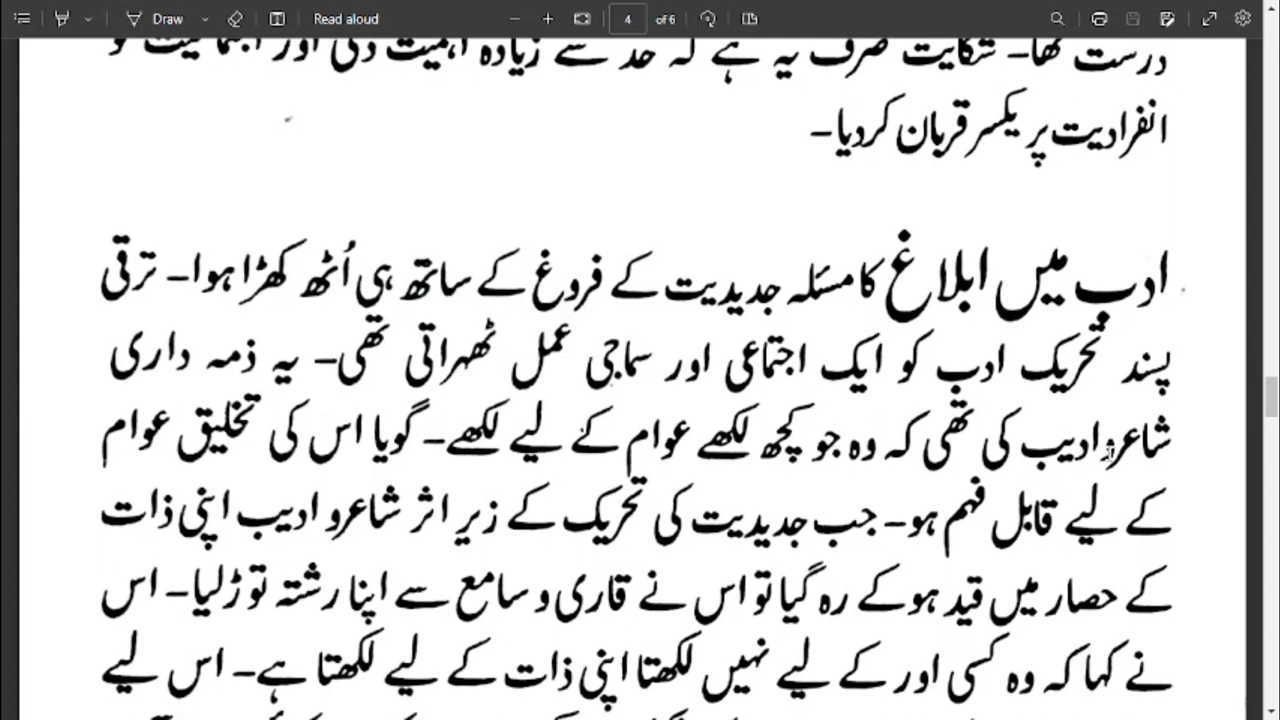 Draw
Read aloud
4 of 6
درست تھا۔ شکایت صرف یہ ہے کہ حد سے زیادہ اہمیت دی اور اجتماعیت کو
انفرادیت پر یکسر قربان کردیا۔
ادب میں ابلاغ کا مسئلہ جدیدیت کے فروغ کے ساتھ ہی اُٹھ کھڑا ہوا۔ ترقی
پسند تحریک ادب کو ایک اجتماعی اور سماجی عمل ٹھہراتی تھی۔ یہ ذمہ داری
شاعرو ادیب کی تھی کہ وہ جو کچھ لکھے عوام کے لیے لکھے۔ گویا اس کی تخلیق عوام
کے لیے قابل فہم ہو۔ جب جدیدیت کی تحریک کے زیر اثر شاعرو ادیب اپنی ذات
کے حصار میں قید ہوکے رہ گیا تو اس نے قاری و سامع سے اپنا رشتہ توڑ لیا۔ اس
نے کہا کہ وہ کسی اور کے لیے نہیں لکھتا اپنی ذات کے لیے لکھتا ہے۔ اس لیے